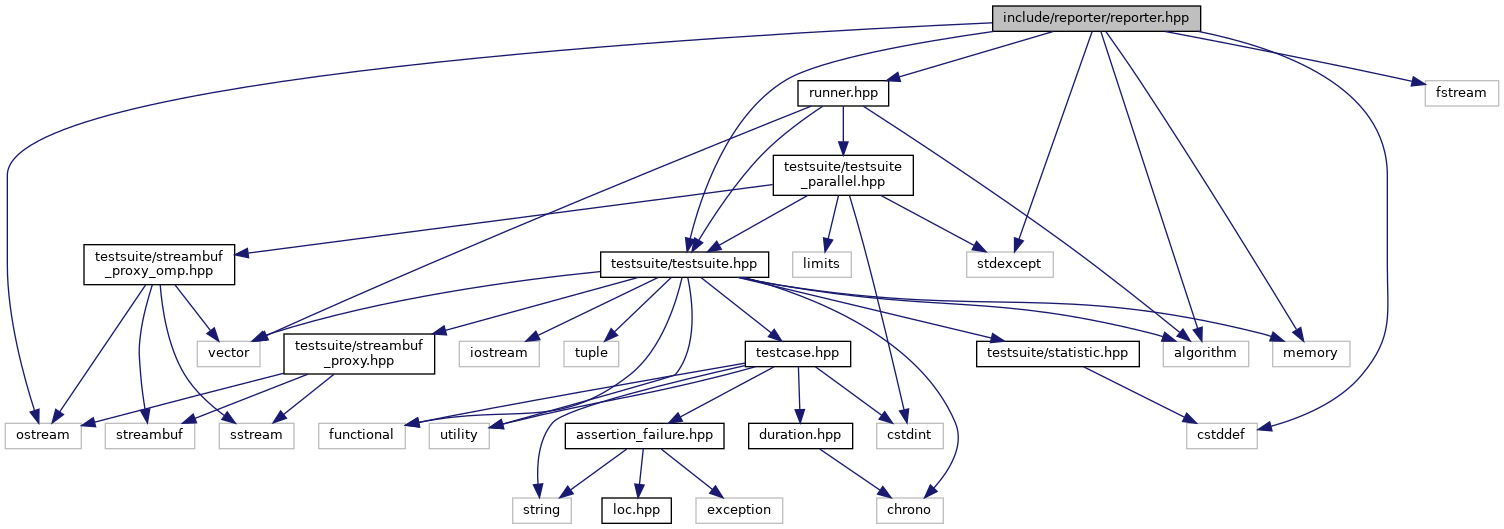 include/reporter/reporter.hpp
runner.hpp
fstream
testsuite/testsuite
_parallel.hpp
testsuite/streambuf
_proxy_omp.hpp
testsuite/testsuite.hpp
limits
stdexcept
vector
testsuite/streambuf
_proxy.hpp
iostream
tuple
testcase.hpp
testsuite/statistic.hpp
algorithm
memory
ostream
streambuf
sstream
functional
utility
assertion_failure.hpp
duration.hpp
cstdint
cstddef
string
loc.hpp
exception
chrono